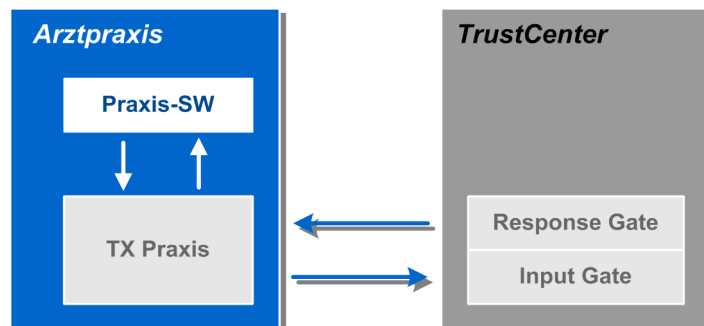 Arztpraxis
Praxis-SW
TX Praxis
TrustCenter
Response Gate
Input Gate